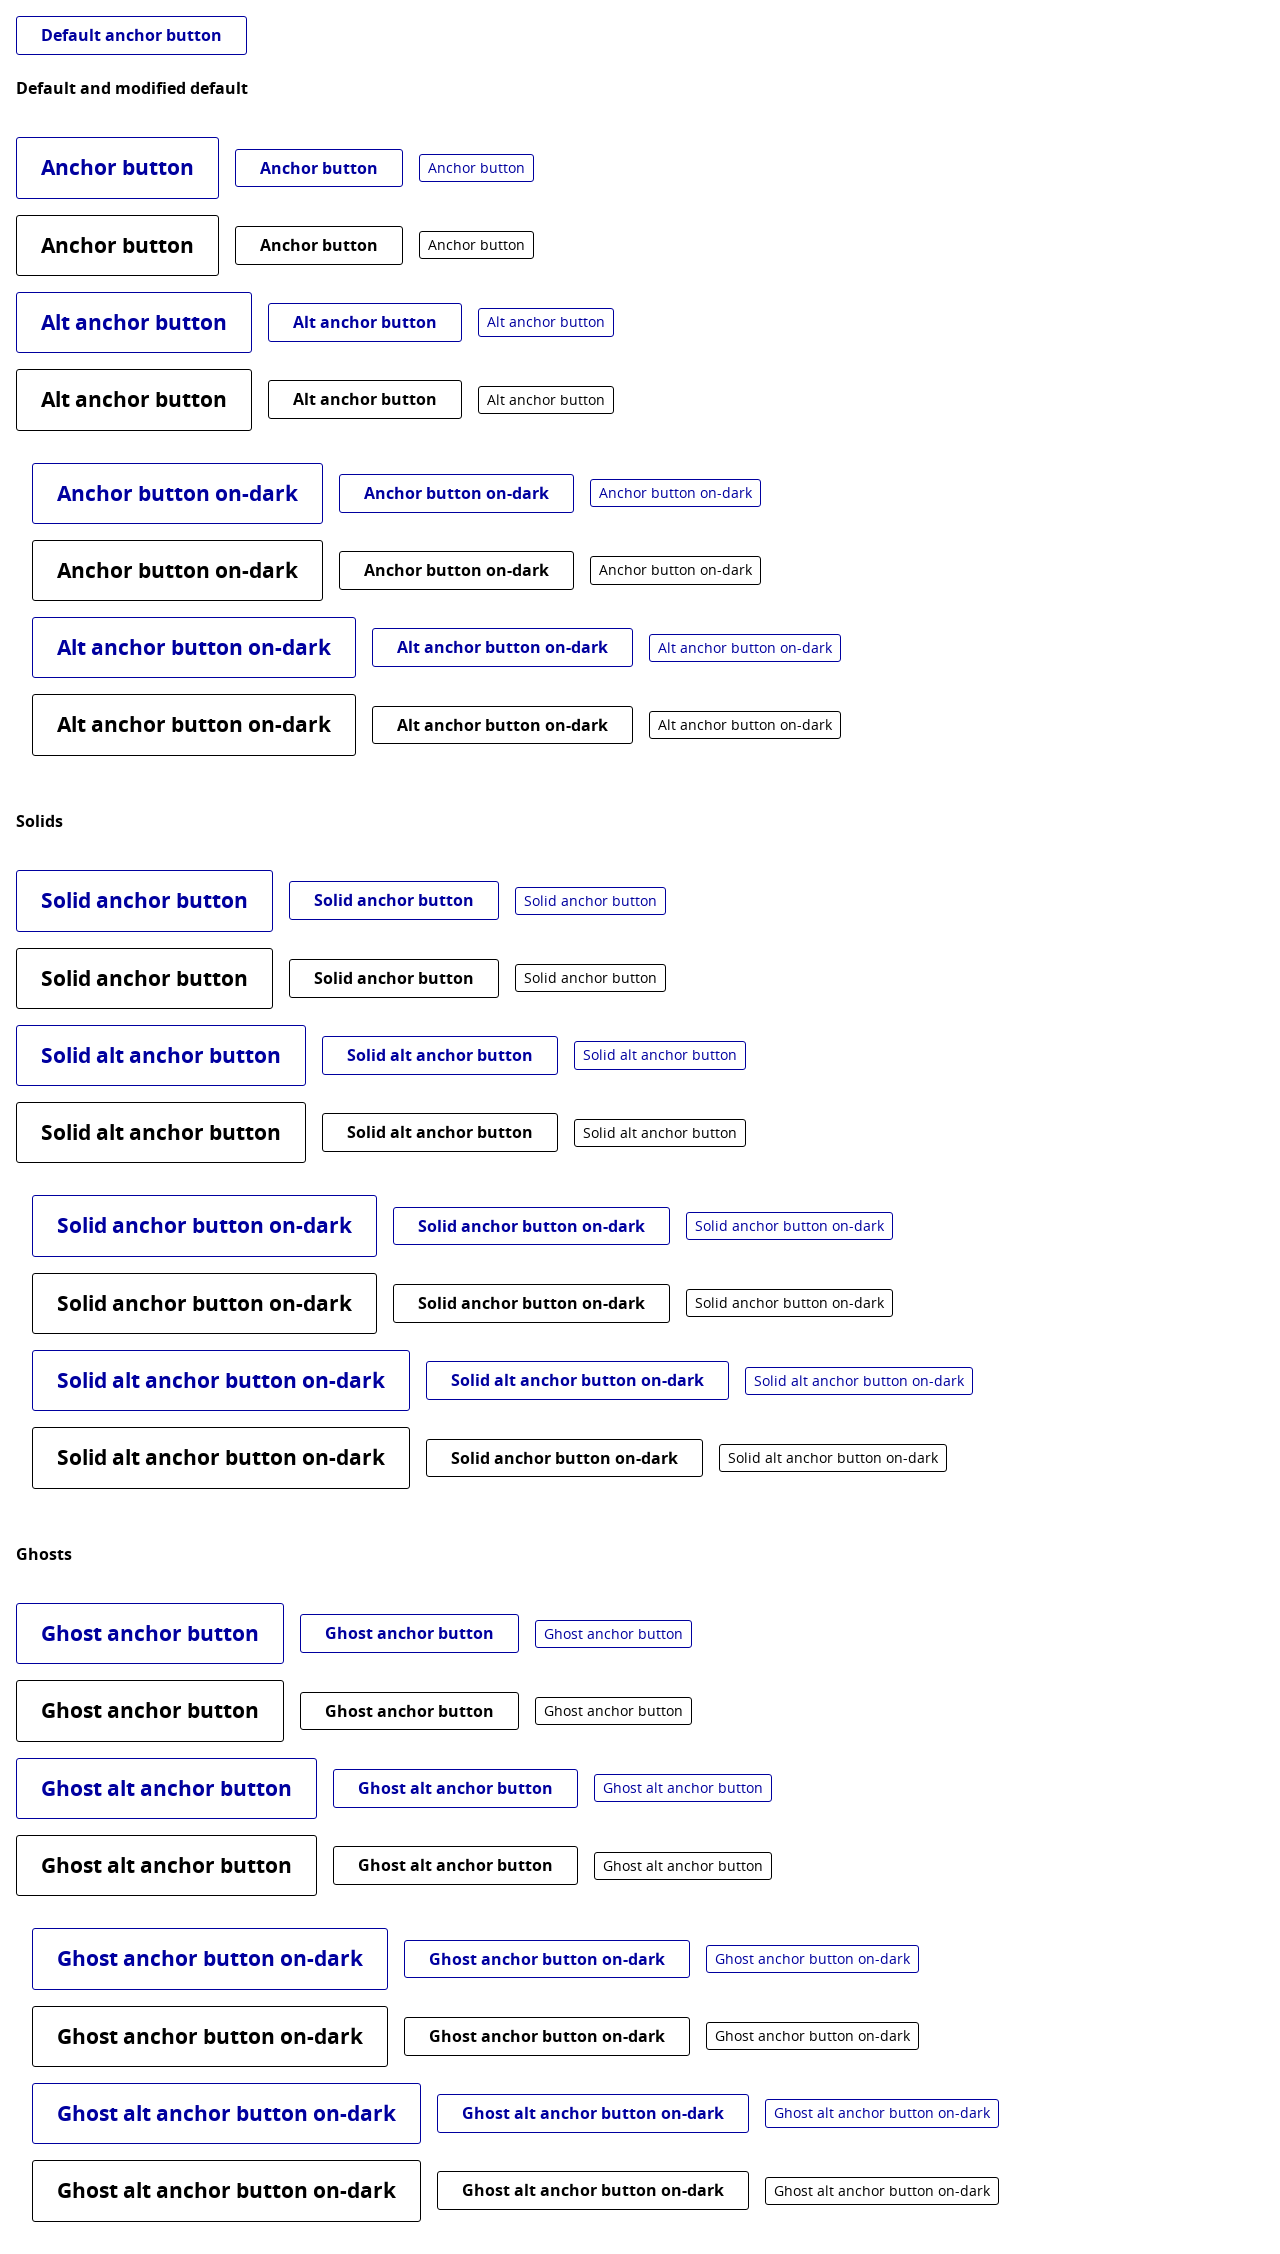 Default anchor button
Default and modified default
Anchor button Anchor button Anchor button
Anchor button Anchor button Anchor button
Alt anchor button Alt anchor button Alt anchor button
Alt anchor button Alt anchor button Alt anchor button
Anchor button on-dark Anchor button on-dark Anchor button on-dark
Anchor button on-dark Anchor button on-dark Anchor button on-dark
Alt anchor button on-dark Alt anchor button on-dark Alt anchor button on-dark
Alt anchor button on-dark Alt anchor button on-dark Alt anchor button on-dark
Solids
Solid anchor button Solid anchor button Solid anchor button
Solid anchor button Solid anchor button Solid anchor button
Solid alt anchor button Solid alt anchor button Solid alt anchor button
Solid alt anchor button Solid alt anchor button Solid alt anchor button
Solid anchor button on-dark Solid anchor button on-dark Solid anchor button on-dark
Solid anchor button on-dark Solid anchor button on-dark Solid anchor button on-dark
Solid alt anchor button on-dark Solid alt anchor button on-dark Solid alt anchor button on-dark
Solid alt anchor button on-dark Solid anchor button on-dark Solid alt anchor button on-dark
Ghosts
Ghost anchor button Ghost anchor button Ghost anchor button
Ghost anchor button Ghost anchor button Ghost anchor button
Ghost alt anchor button Ghost alt anchor button Ghost alt anchor button
Ghost alt anchor button Ghost alt anchor button Ghost alt anchor button
Ghost anchor button on-dark Ghost anchor button on-dark Ghost anchor button on-dark
Ghost anchor button on-dark Ghost anchor button on-dark Ghost anchor button on-dark
Ghost alt anchor button on-dark Ghost alt anchor button on-dark Ghost alt anchor button on-dark
Ghost alt anchor button on-dark Ghost alt anchor button on-dark Ghost alt anchor button on-dark